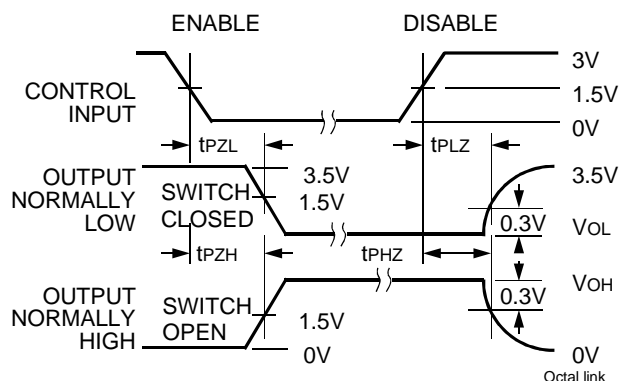 ENABLE DISABLE
3V
CONTROL
INPUT
1.5V
0V
tPZL tPLZ
OUTPUT
NORMALLY
LOW
SWITCH
CLOSED
3.5V
1.5V
3.5V
0.3V
VOL
tPZH tPHZ
VOH
0.3V
OUTPUT
NORMALLY
HIGH
SWITCH
OPEN
1.5V
0V
0V
Octal link